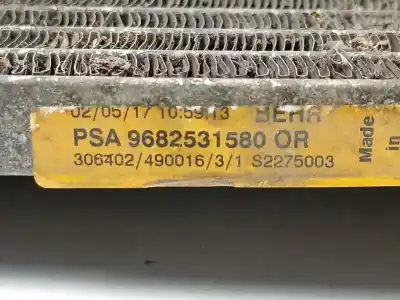 02/05/17 10:59:13 BEHR
PSA 9682531580 OR
306402/490016/3/1 S2275003
Made
in